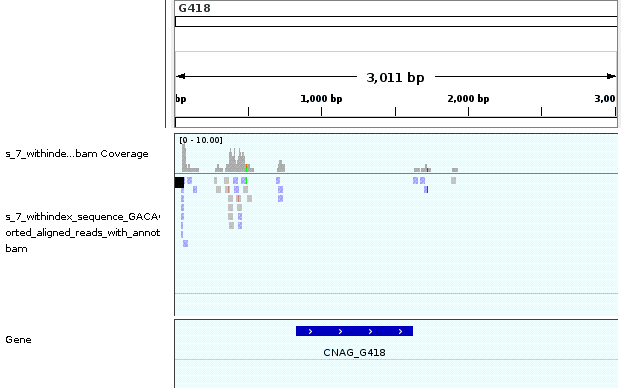 G418
3,011 bp
bp 1,000 bp 2,000 bp 3,00
[0 - 10.00]
s_7_withinde...bam Coverage
s_7_withindex_sequence_GACA
orted_aligned_reads_with_annot
bam
Gene
CNAG_G418